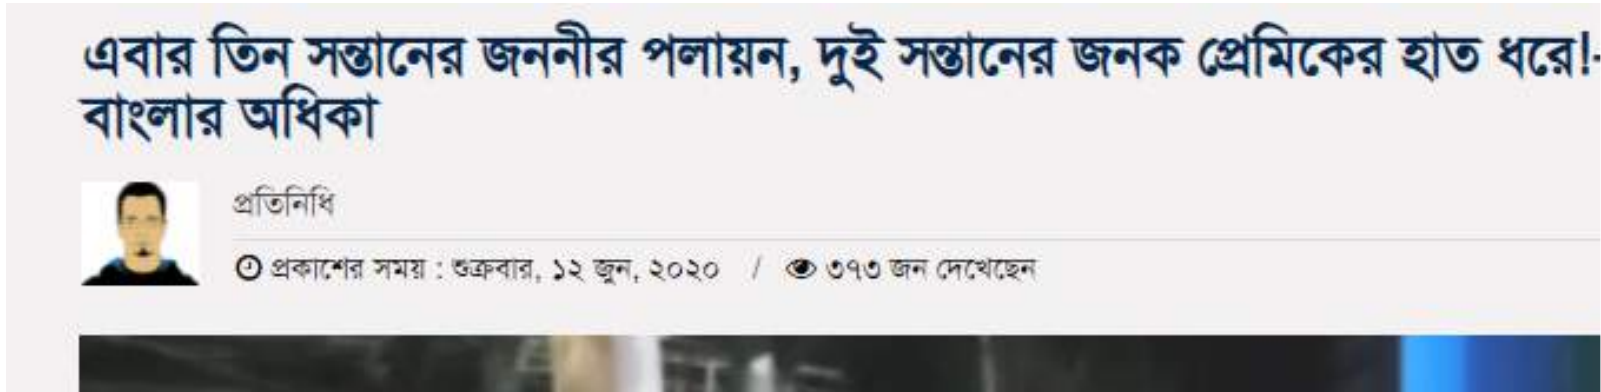 এবার তিন সন্তানের জননীর পলায়ন, দুই সন্তানের জনক প্রেমিকের হাত ধরে!-
বাংলার অধিকা
প্রতিনিধি
প্রকাশের সময় : শুক্রবার, ১২ জুন, ২০২০ / ৩৭৩ জন দেখেছেন